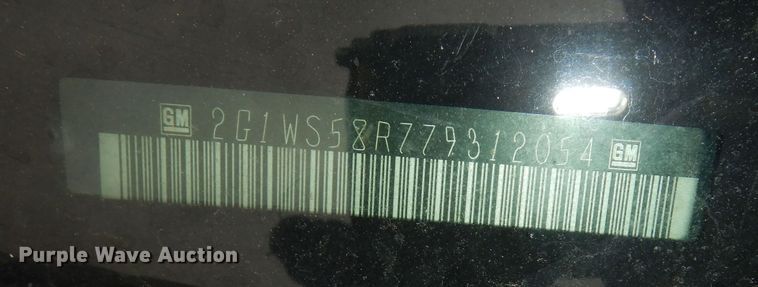 GM 2G1WS58R779312054 GM
Purple Wave Auction